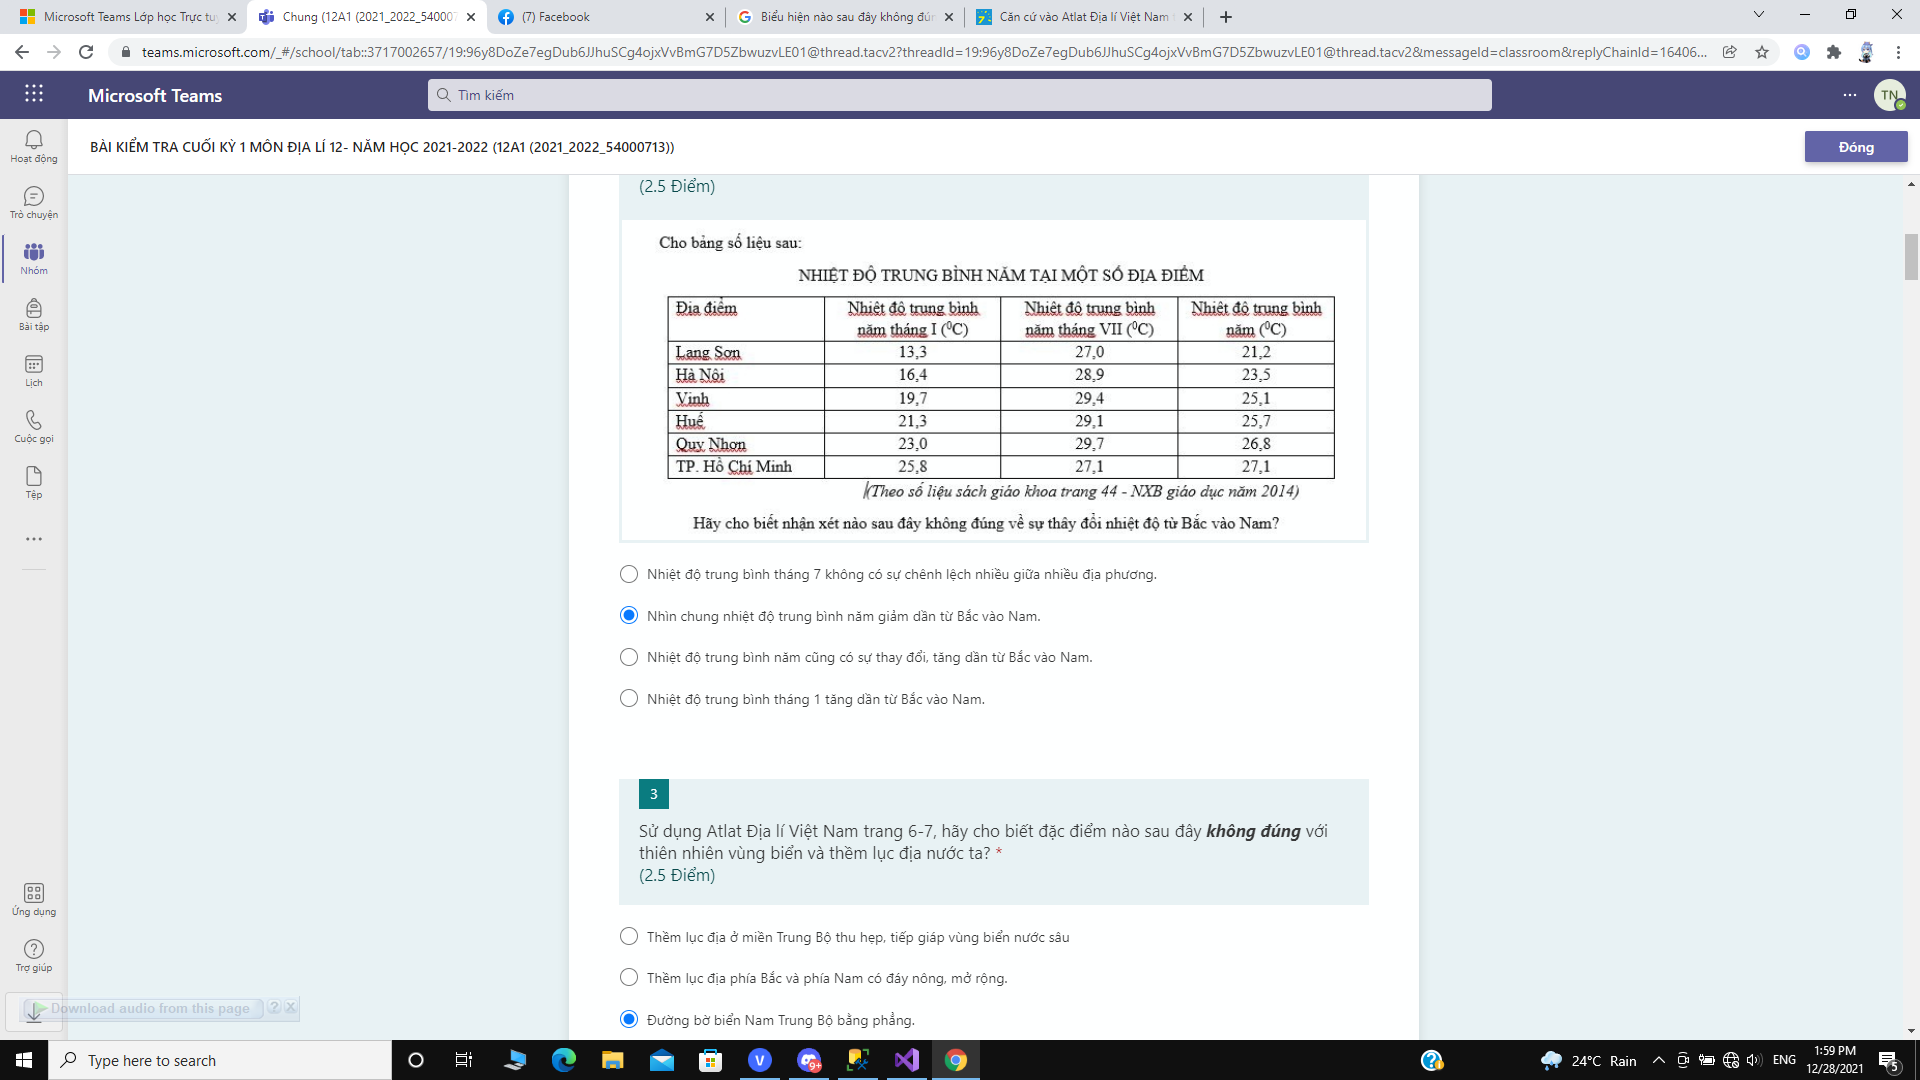 Microsoft Teams Lớp học Trực tu
Chung (12A1 (2021_2022_540007
(7) Facebook
Biểu hiện nào sau đây không đún
Căn cứ vào Atlat Địa lí Việt Nam
teams.microsoft.com/_#/school/tab::3717002657/19:96y8DoZe7egDub6JJhuSCg4ojxVvBmG7D5ZbwuzvLE01@thread.tacv2?threadId=19:96y8DoZe7egDub6JJhuSCg4ojxVvBmG7D5ZbwuzvLE01@thread.tacv2&messageId=classroom&replyChainId=16406...
Microsoft Teams
Tìm kiếm
TN
BÀI KIỂM TRA CUỐI KỲ 1 MÔN ĐỊA LÍ 12- NĂM HỌC 2021-2022 (12A1 (2021_2022_54000713))
Đóng
Hoạt động
Trò chuyện
Nhóm
Bài tập
Lịch
Cuộc gọi
Tệp
Ứng dụng
Trợ giúp
(2.5 Điểm)
Cho bảng số liệu sau:
NHIỆT ĐỘ TRUNG BÌNH NĂM TẠI MỘT SỐ ĐỊA ĐIỂM
Địa điểm Nhiệt độ trung bình năm tháng I (⁰C) Nhiệt độ trung bình năm tháng VII (⁰C) Nhiệt độ trung bình năm (⁰C)
Lạng Sơn 13,3 27,0 21,2
Hà Nội 16,4 28,9 23,5
Vinh 19,7 29,4 25,1
Huế 21,3 29,1 25,7
Quy Nhơn 23,0 29,7 26,8
TP. Hồ Chí Minh 25,8 27,1 27,1
(Theo số liệu sách giáo khoa trang 44 - NXB giáo dục năm 2014)
Hãy cho biết nhận xét nào sau đây không đúng về sự thây đổi nhiệt độ từ Bắc vào Nam?
Nhiệt độ trung bình tháng 7 không có sự chênh lệch nhiều giữa nhiều địa phương.
Nhìn chung nhiệt độ trung bình năm giảm dần từ Bắc vào Nam.
Nhiệt độ trung bình năm cũng có sự thay đổi, tăng dần từ Bắc vào Nam.
Nhiệt độ trung bình tháng 1 tăng dần từ Bắc vào Nam.
3
Sử dụng Atlat Địa lí Việt Nam trang 6-7, hãy cho biết đặc điểm nào sau đây không đúng với
thiên nhiên vùng biển và thềm lục địa nước ta? *
(2.5 Điểm)
Thềm lục địa ở miền Trung Bộ thu hẹp, tiếp giáp vùng biển nước sâu
Thềm lục địa phía Bắc và phía Nam có đáy nông, mở rộng.
Đường bờ biển Nam Trung Bộ bằng phẳng.
Download audio from this page
Type here to search
24°C Rain
ENG
1:59 PM
12/28/2021
5